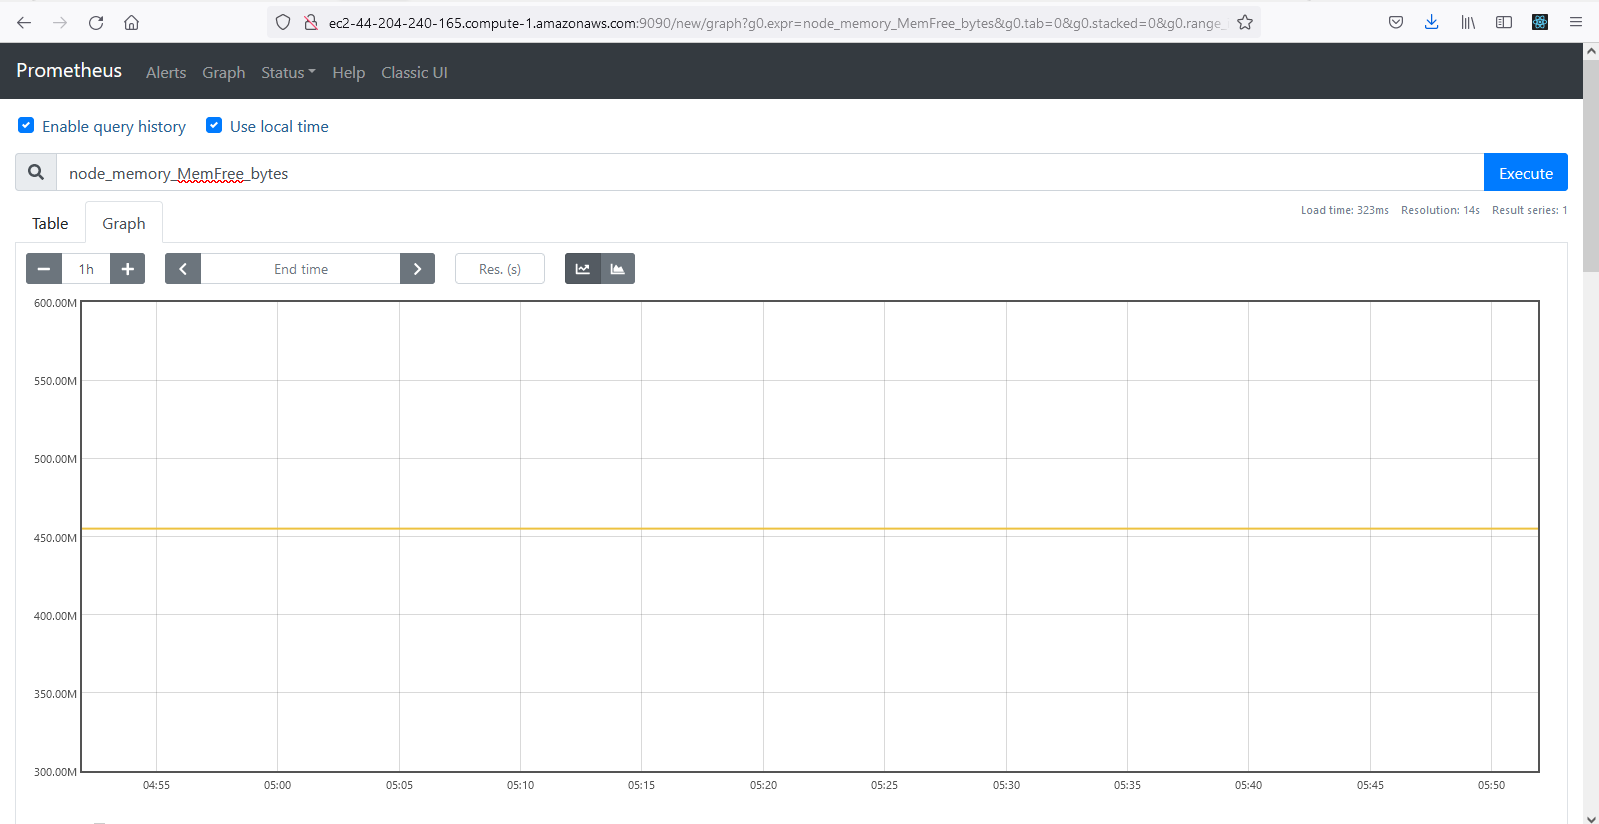 ec2-44-204-240-165.compute-1.amazonaws.com:9090/new/graph?g0.expr=node_memory_MemFree_bytes&g0.tab=0&g0.stacked=0&g0.range_
Prometheus Alerts Graph Status Help Classic UI
Enable query history Use local time
node_memory_MemFree_bytes Execute
Load time: 323ms Resolution: 14s Result series: 1
Table Graph
1h End time Res. (s)
600.00M
550.00M
500.00M
450.00M
400.00M
350.00M
300.00M
04:55 05:00 05:05 05:10 05:15 05:20 05:25 05:30 05:35 05:40 05:45 05:50